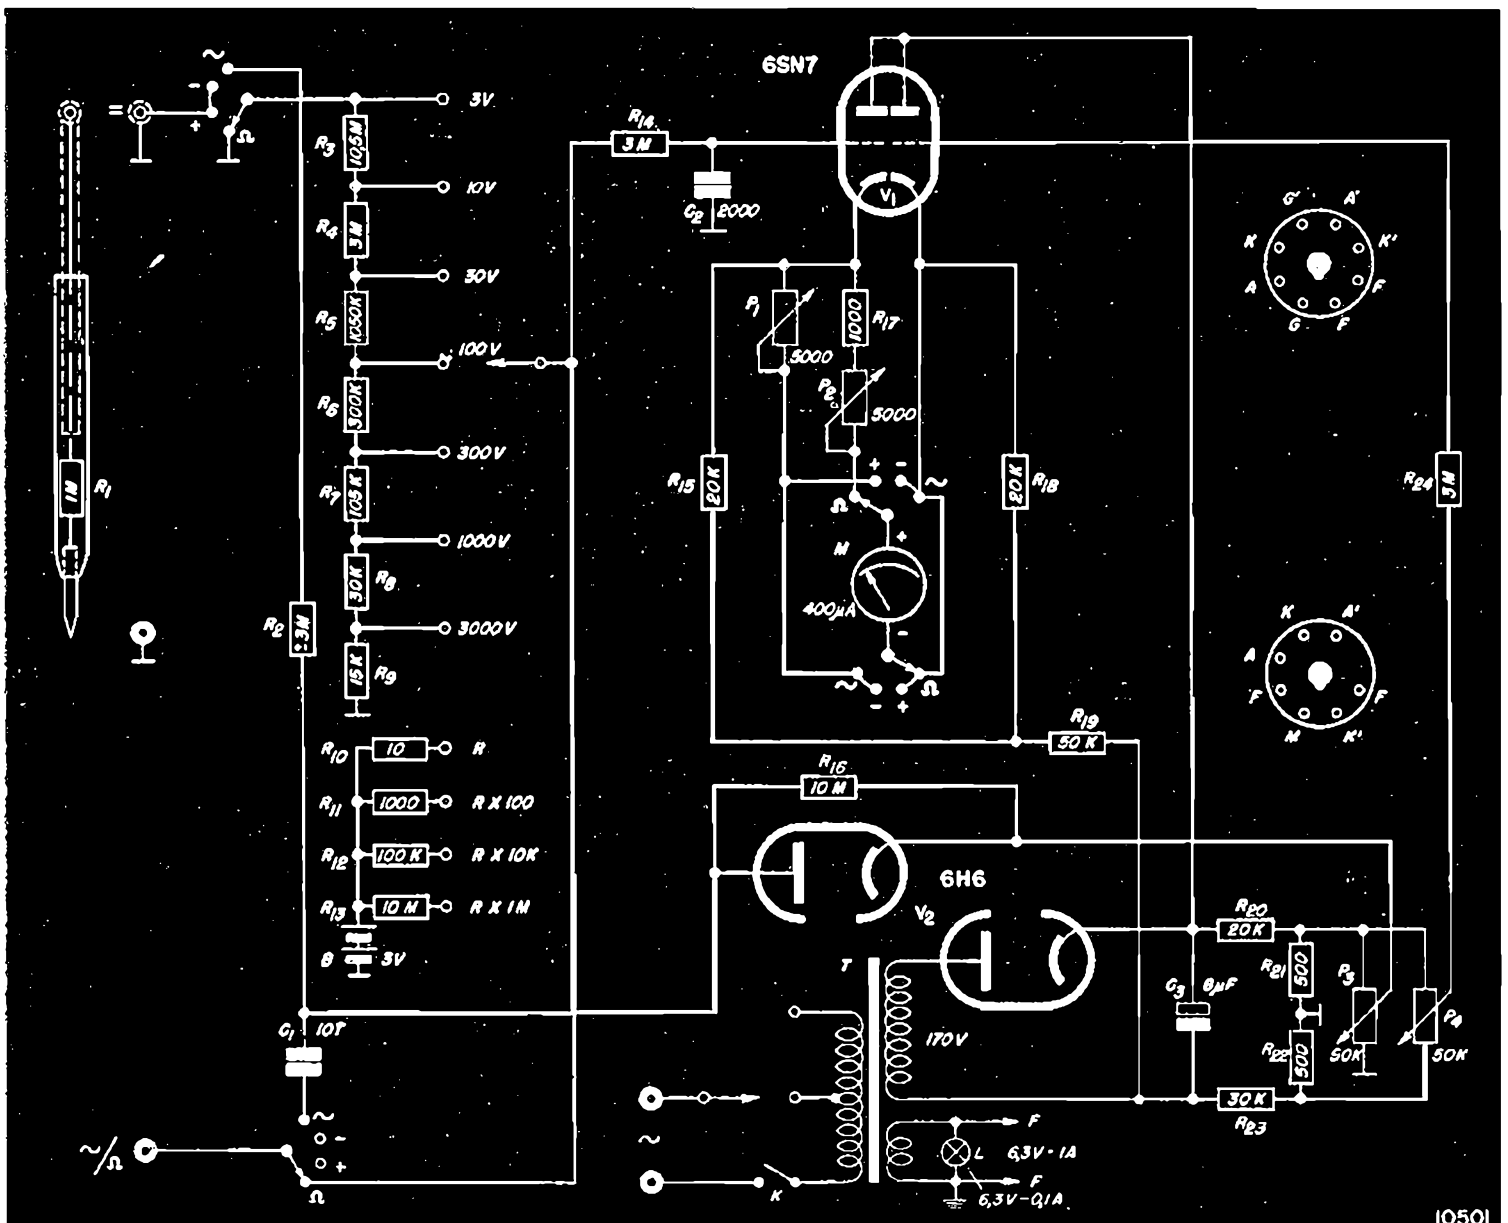 6SN7
~
-
=
+
Ω
3V
R3
10,5M
10V
R4
3M
30V
R5
1050K
100V
R6
300K
300V
R7
105K
1000V
R8
30K
3000V
R9
15K
R1
1M
R2
±3M
R10
10
R
R11
1000
R X 100
R12
100K
R X 10K
R13
10 M
R X 1M
B
3V
C1
10T
~
-
+
Ω
~/Ω
R14
3M
C2
2000
V1
P1
5000
R17
1000
P2
5000
R15
20K
R18
20K
+
-
~
Ω
+
M
400μA
-
~
-
+
Ω
R19
50 K
R16
10 M
6H6
V2
T
170V
~
K
F
L
6,3V - 1A
F
6,3V - 0,1A
G'
A'
K
K'
A
F
G
F
R24
3M
K
A'
A
F
F
M
K'
R20
20K
C3
8μF
R21
500
R22
500
P3
50K
P4
50K
30 K
R23
10501